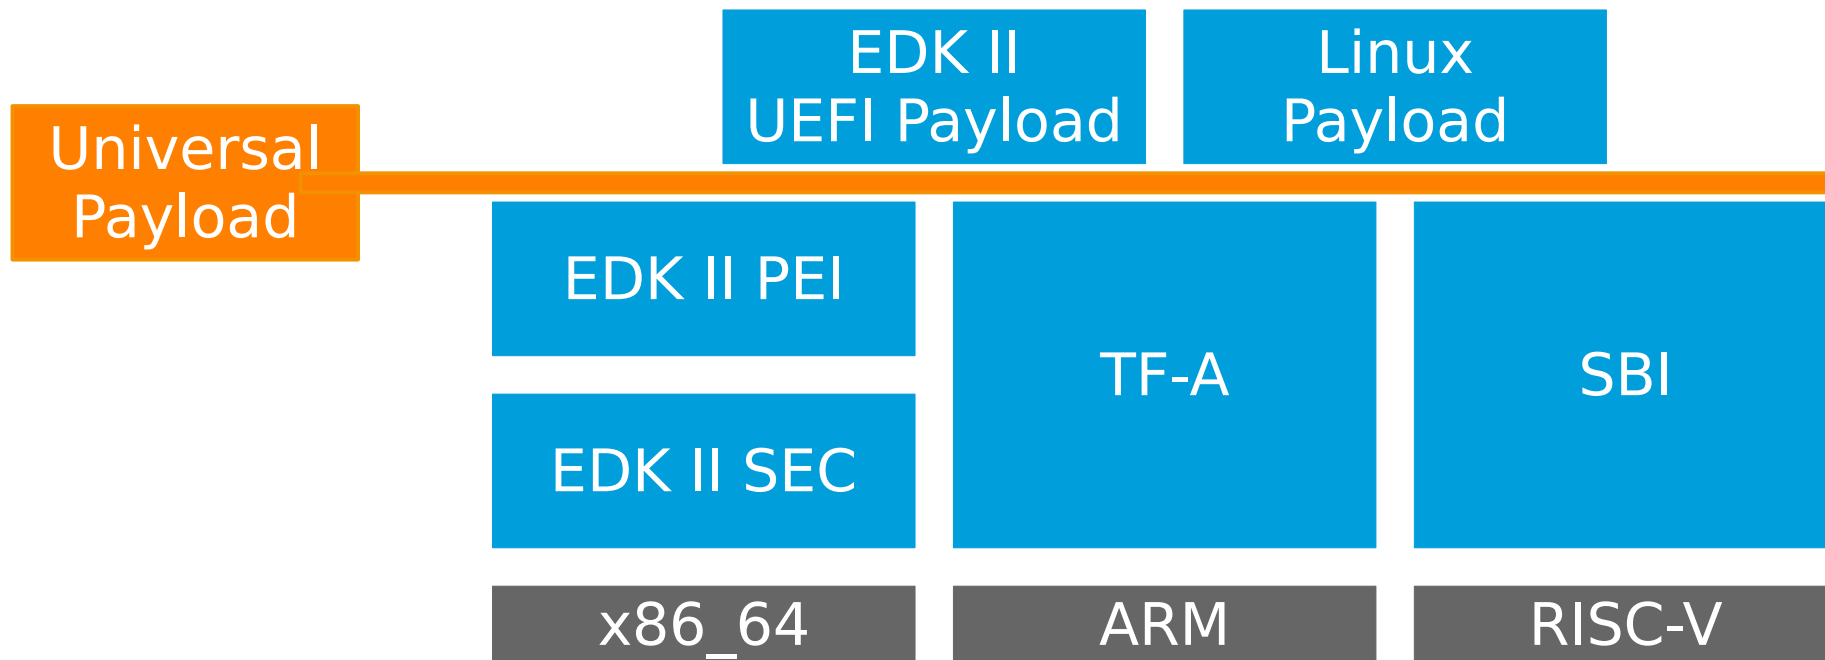 EDK II
UEFI Payload
Linux
Payload
Universal
Payload
EDK II PEI
TF-A
SBI
EDK II SEC
x86_64
ARM
RISC-V